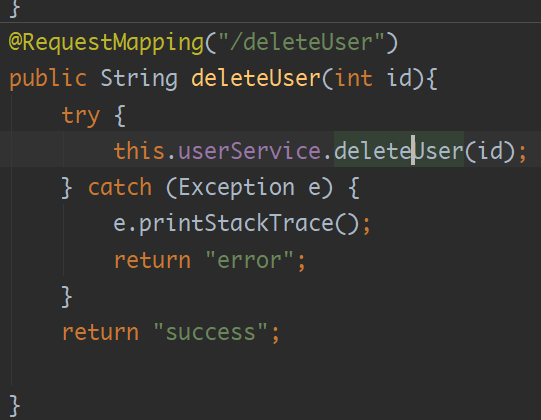 }
@RequestMapping("/deleteUser")
public String deleteUser(int id){
try {
this.userService.deleteUser(id);
} catch (Exception e) {
e.printStackTrace();
return "error";
}
return "success";
}